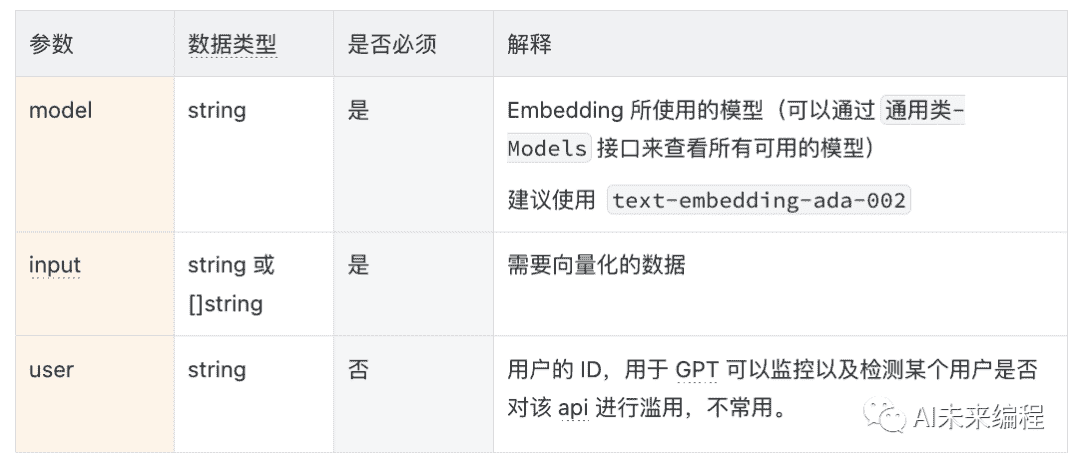 参数 数据类型 是否必须 解释
model string 是 Embedding 所使用的模型（可以通过 通用类-
Models 接口来查看所有可用的模型）
建议使用 text-embedding-ada-002
input string 或 是 需要向量化的数据
[]string
user string 否 用户的 ID，用于 GPT 可以监控以及检测某个用户是否
对该 api 进行滥用，不常用。
AI未来编程